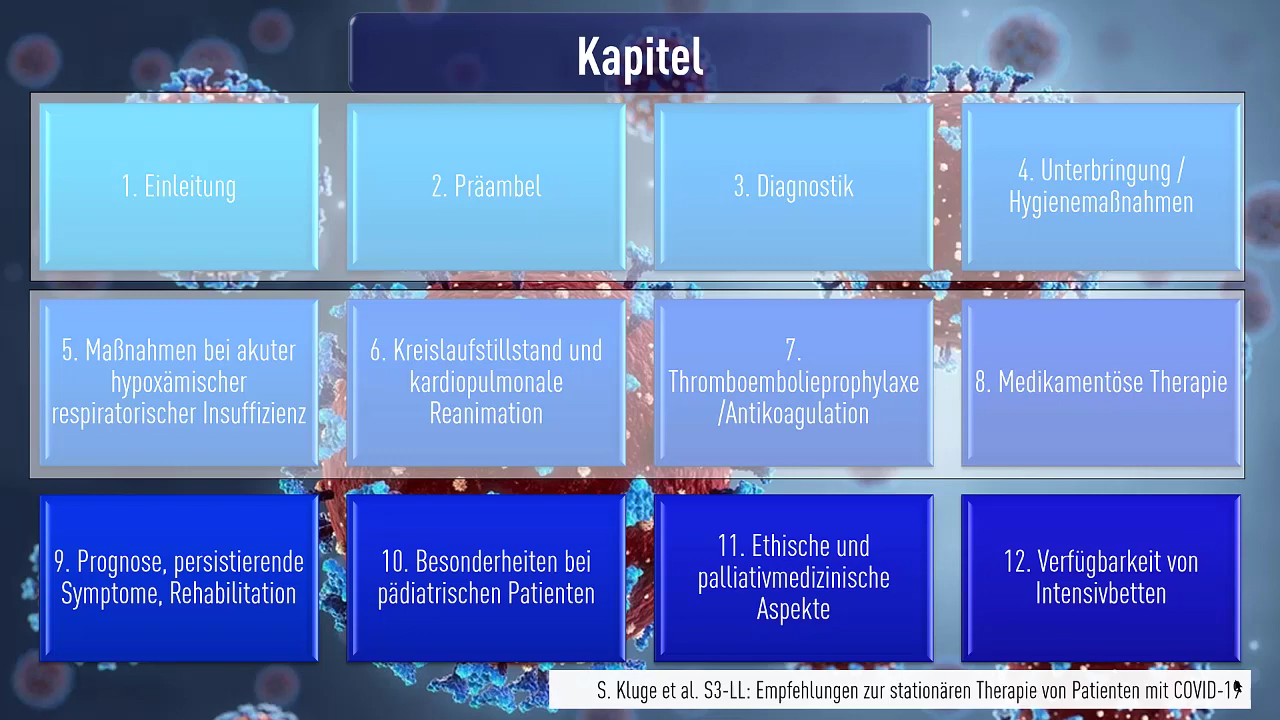 Kapitel
1. Einleitung
2. Präambel
3. Diagnostik
4. Unterbringung /
Hygienemaßnahmen
5. Maßnahmen bei akuter
hypoxämischer
respiratorischer Insuffizienz
6. Kreislaufstillstand und
kardiopulmonale
Reanimation
7.
Thromboembolieprophylaxe
/Antikoagulation
8. Medikamentöse Therapie
9. Prognose, persistierende
Symptome, Rehabilitation
10. Besonderheiten bei
pädiatrischen Patienten
11. Ethische und
palliativmedizinische
Aspekte
12. Verfügbarkeit von
Intensivbetten
S. Kluge et al. S3-LL: Empfehlungen zur stationären Therapie von Patienten mit COVID-19